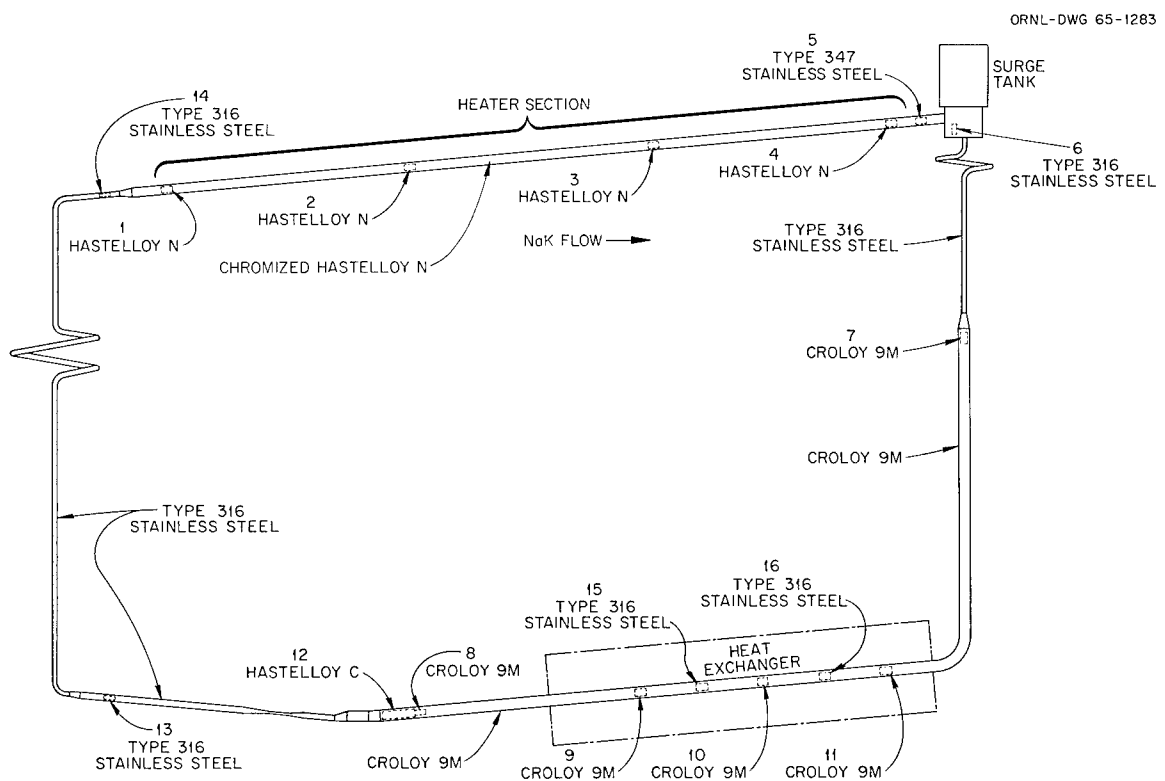 ORNL-DWG 65-1283
5
TYPE 347
STAINLESS STEEL
SURGE
TANK
14
TYPE 316
STAINLESS STEEL
HEATER SECTION
6
TYPE 316
STAINLESS STEEL
4
HASTELLOY N
3
HASTELLOY N
2
HASTELLOY N
1
HASTELLOY N
CHROMIZED HASTELLOY N
NaK FLOW
TYPE 316
STAINLESS STEEL
7
CROLOY 9M
CROLOY 9M
TYPE 316
STAINLESS STEEL
16
TYPE 316
STAINLESS STEEL
15
TYPE 316
STAINLESS STEEL
HEAT
EXCHANGER
12
HASTELLOY C
8
CROLOY 9M
13
TYPE 316
STAINLESS STEEL
CROLOY 9M
9
CROLOY 9M
10
CROLOY 9M
11
CROLOY 9M